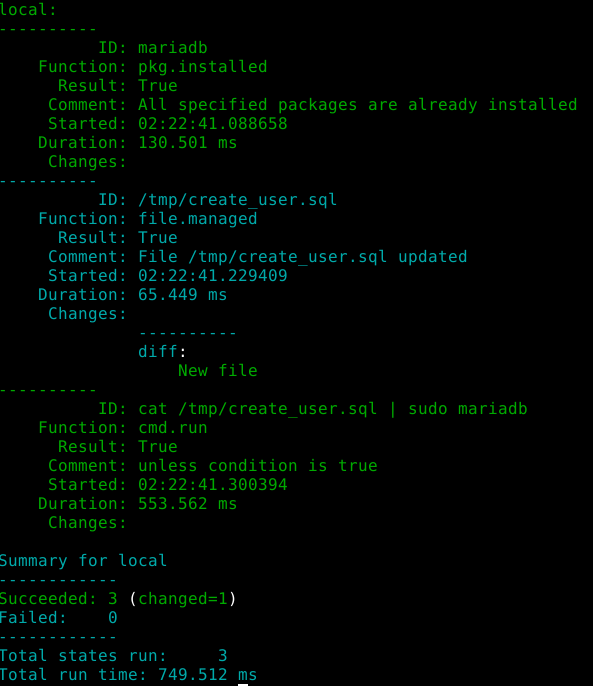 local:
----------
          ID: mariadb
    Function: pkg.installed
      Result: True
     Comment: All specified packages are already installed
     Started: 02:22:41.088658
    Duration: 130.501 ms
     Changes:
----------
          ID: /tmp/create_user.sql
    Function: file.managed
      Result: True
     Comment: File /tmp/create_user.sql updated
     Started: 02:22:41.229409
    Duration: 65.449 ms
     Changes:
              ----------
              diff:
                  New file
----------
          ID: cat /tmp/create_user.sql | sudo mariadb
    Function: cmd.run
      Result: True
     Comment: unless condition is true
     Started: 02:22:41.300394
    Duration: 553.562 ms
     Changes:

Summary for local
------------
Succeeded: 3 (changed=1)
Failed:    0
------------
Total states run:     3
Total run time: 749.512 ms